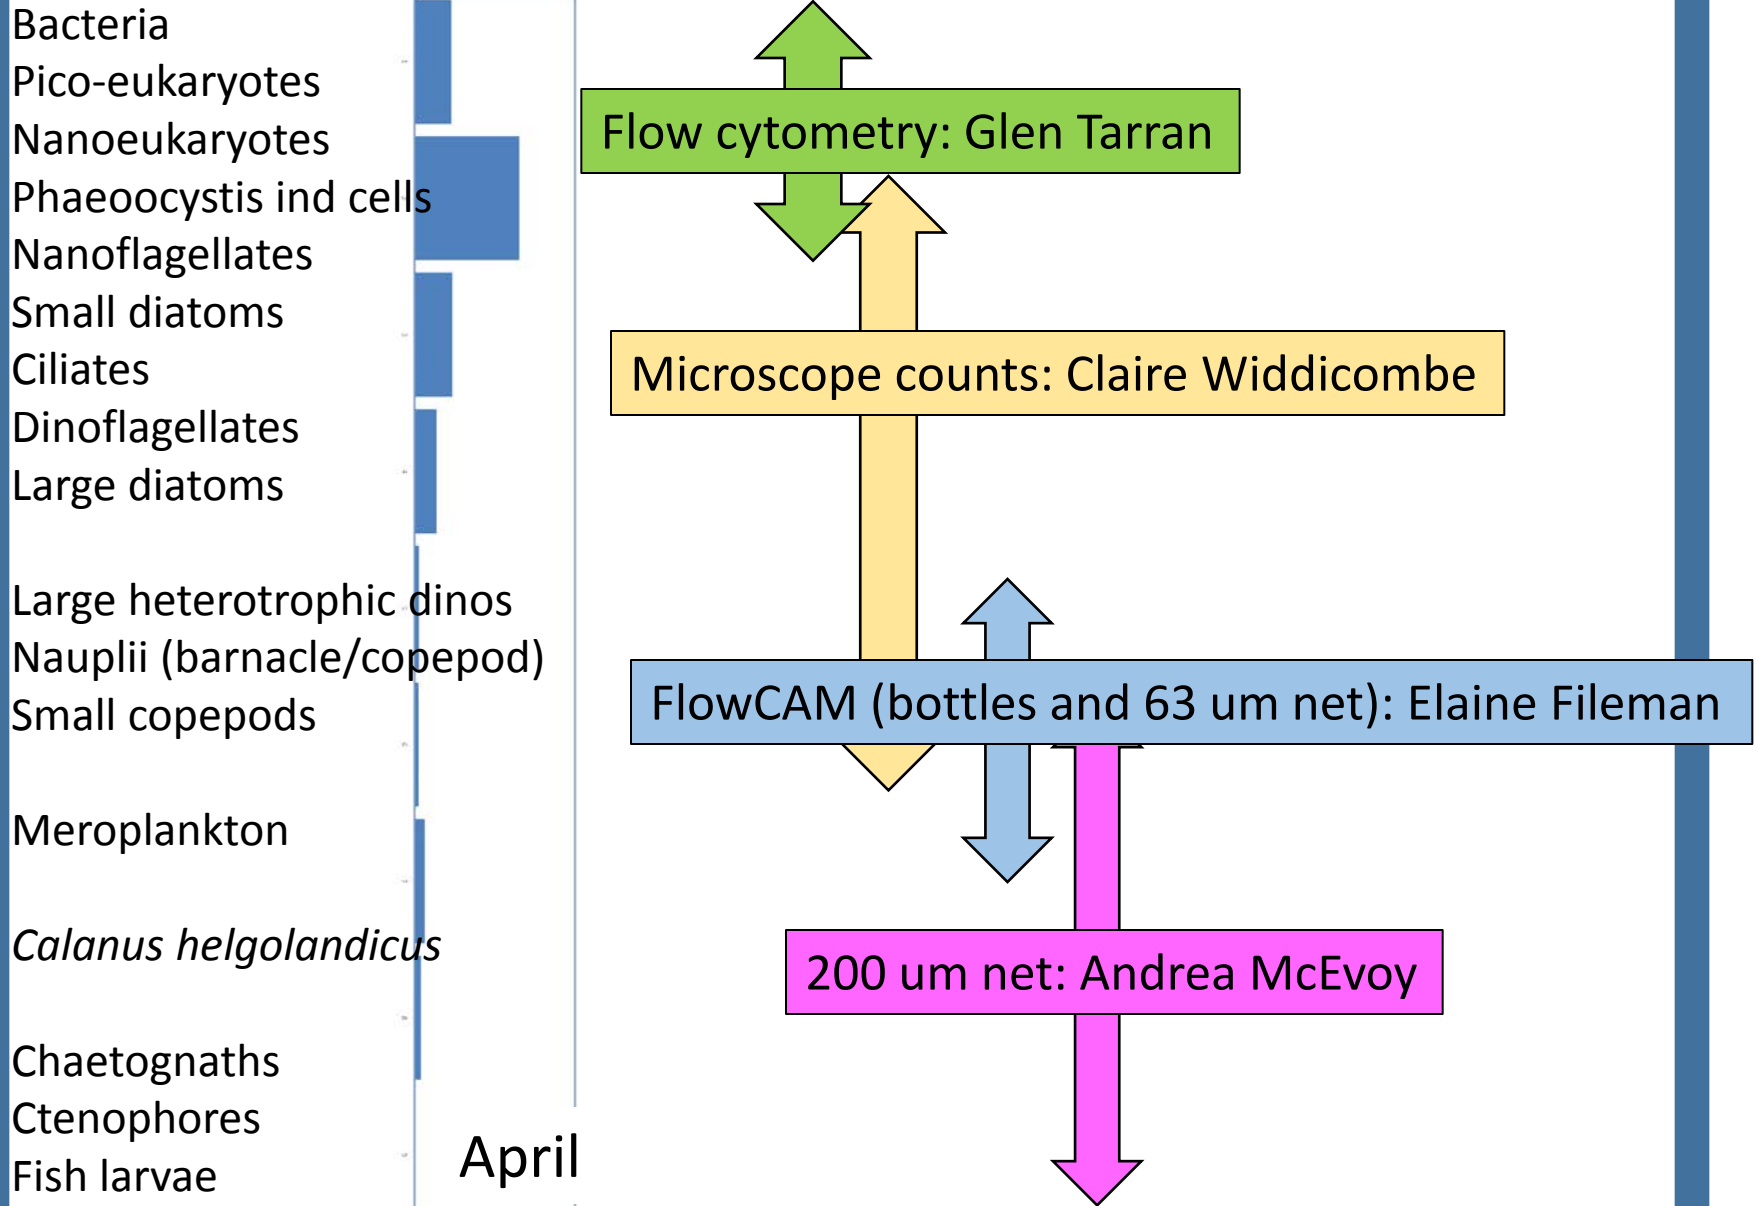 Bacteria
Pico-eukaryotes
Nanoeukaryotes
Phaeoocystis ind cells
Nanoflagellates
Small diatoms
Ciliates
Dinoflagellates
Large diatoms
Large heterotrophic dinos
Nauplii (barnacle/copepod)
Small copepods
Meroplankton
Calanus helgolandicus
Chaetognaths
Ctenophores
Fish larvae
April
Flow cytometry: Glen Tarran
Microscope counts: Claire Widdicombe
FlowCAM (bottles and 63 um net): Elaine Fileman
200 um net: Andrea McEvoy